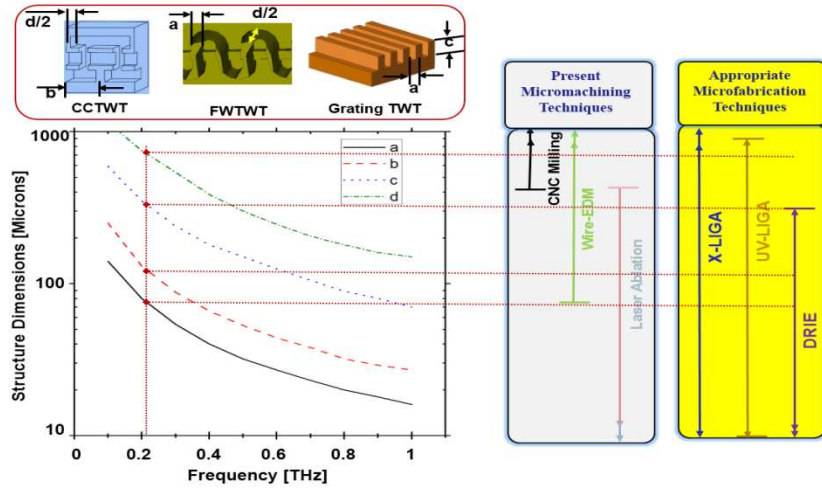 d/2
b
CCTWT
a
d/2
FWTWT
c
a
Grating TWT
Present
Micromachining
Techniques
Appropriate
Microfabrication
Techniques
Structure Dimensions [Microns]
1000
100
10
a
b
c
d
0.0
0.2
0.4
0.6
0.8
1
Frequency [THz]
CNC Milling
Wire-EDM
Laser Ablation
X-LIGA
UV-LIGA
DRIE